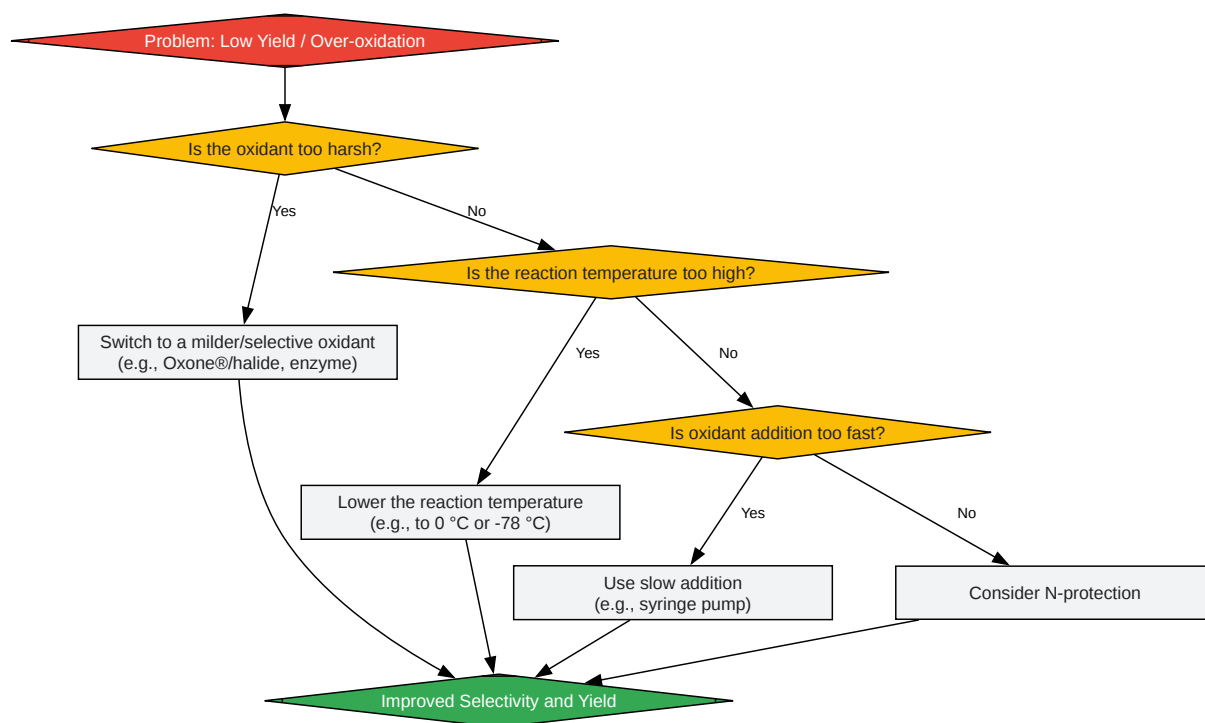 Problem: Low Yield / Over-oxidation
Is the oxidant too harsh?
Yes
No
Is the reaction temperature too high?
Switch to a milder/selective oxidant
(e.g., Oxone®/halide, enzyme)
Yes
No
Is oxidant addition too fast?
Lower the reaction temperature
(e.g., to 0 °C or -78 °C)
Yes
No
Use slow addition
(e.g., syringe pump)
Consider N-protection
Improved Selectivity and Yield